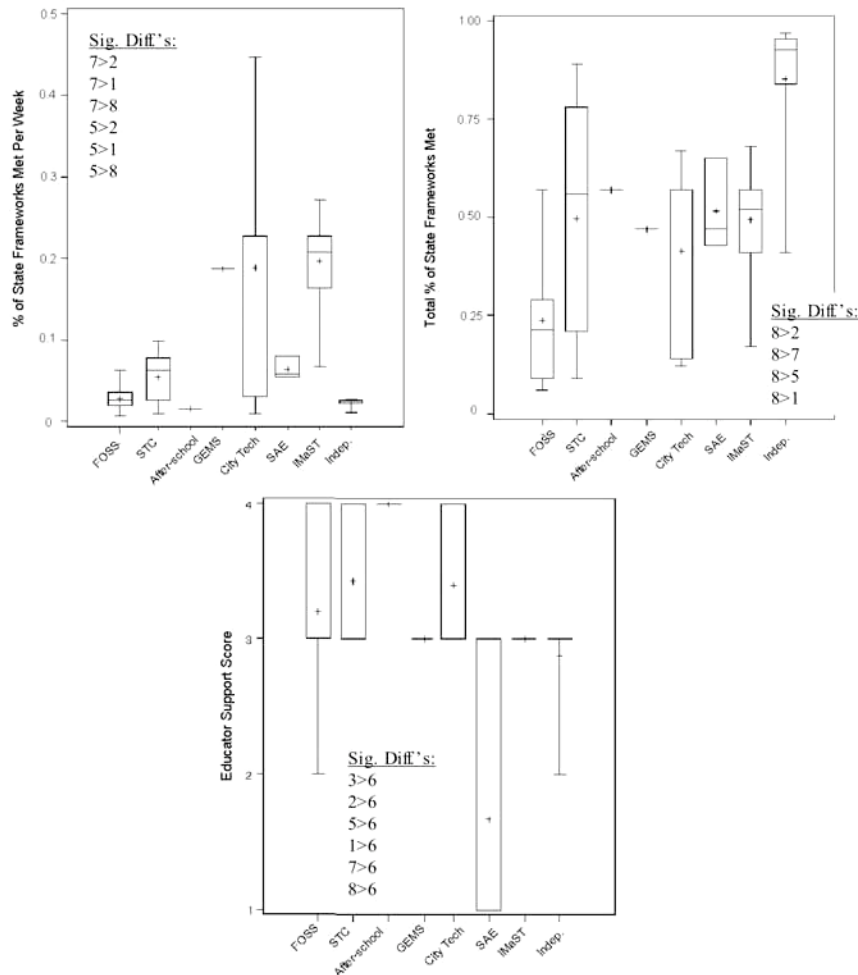 0.5
0.4
0.3
0.2
0.1
0
% of State Frameworks Met Per Week
Sig. Diff.'s:
7>2
7>1
7>8
5>2
5>1
5>8
FOSS
STC
After-school
GEMS
City Tech
SAE
IMaST
Indep.
1.00
0.75
0.50
0.25
0
Total % of State Frameworks Met
Sig. Diff.'s:
8>2
8>7
8>5
8>1
FOSS
STC
After-school
GEMS
City Tech
SAE
IMaST
Indep.
4
3
2
1
Educator Support Score
Sig. Diff.'s:
3>6
2>6
5>6
1>6
7>6
8>6
FOSS
STC
After-school
GEMS
City Tech
SAE
IMaST
Indep.